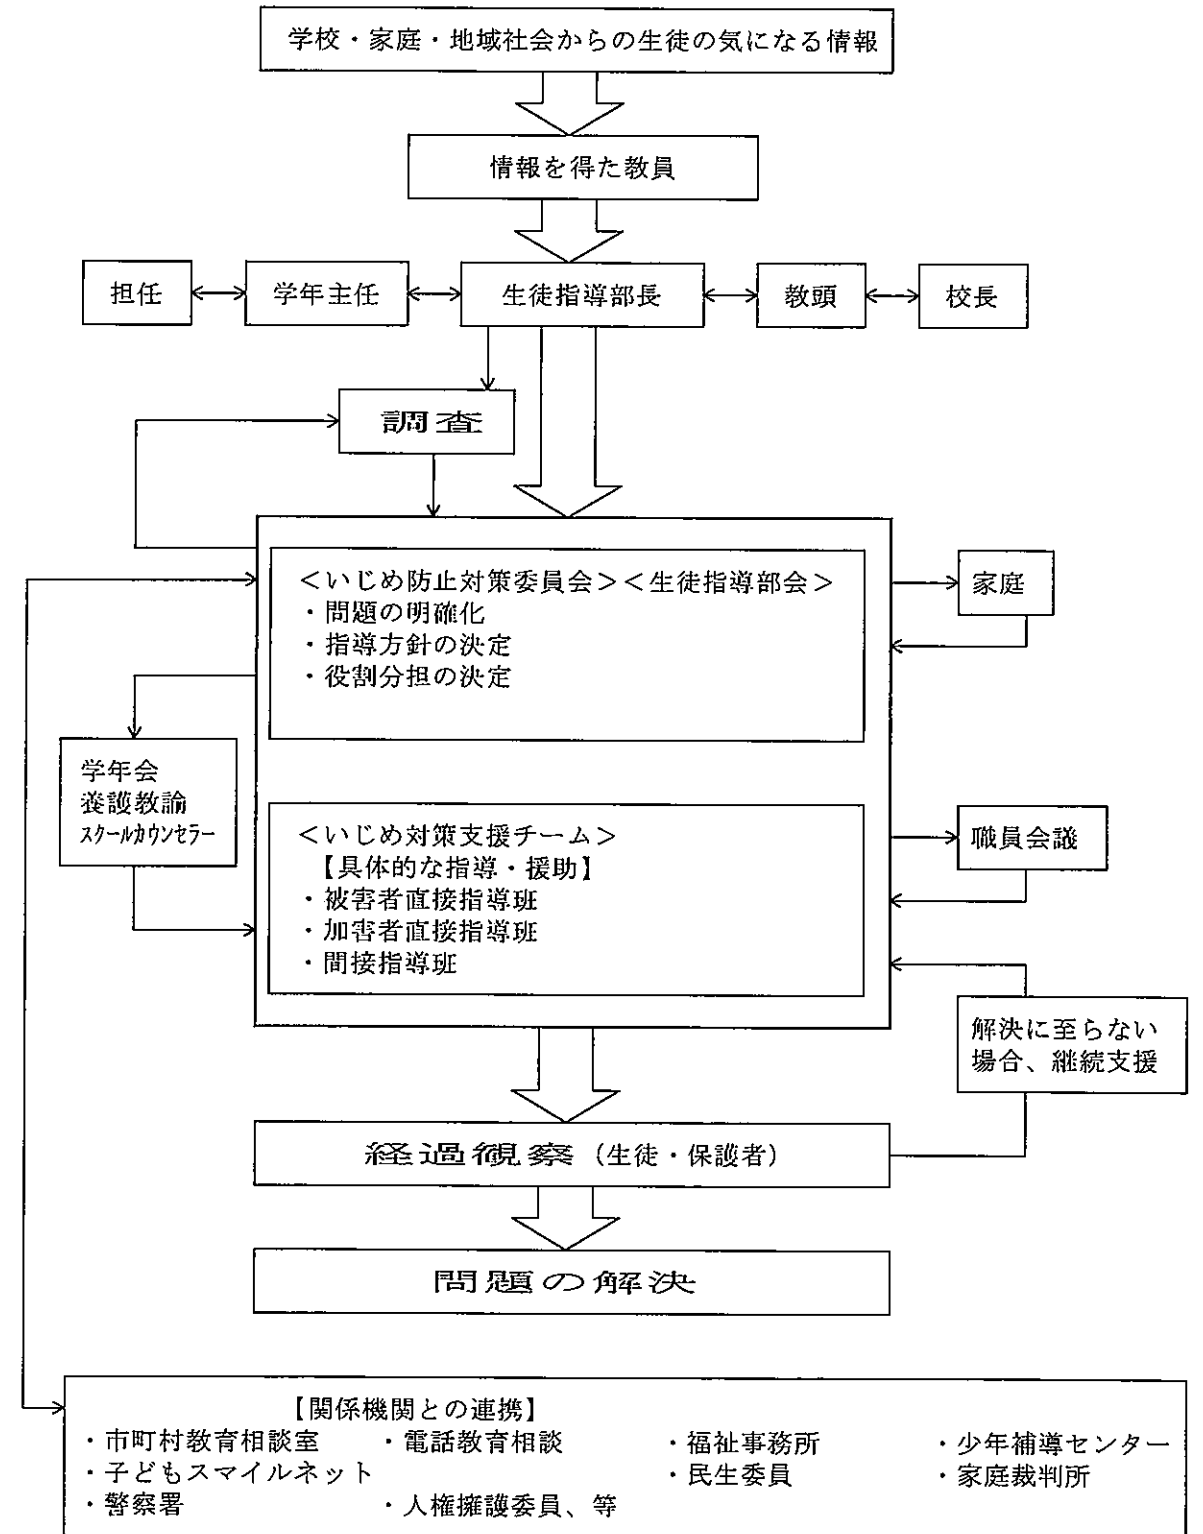 学校・家庭・地域社会からの生徒の気になる情報
情報を得た教員
担任
学年主任
生徒指導部長
教頭
校長
調査
＜いじめ防止対策委員会＞＜生徒指導部会＞
・問題の明確化
・指導方針の決定
・役割分担の決定
家庭
学年会
養護教諭
スクールカウンセラー
＜いじめ対策支援チーム＞
【具体的な指導・援助】
・被害者直接指導班
・加害者直接指導班
・間接指導班
職員会議
解決に至らない
場合、継続支援
経過観察（生徒・保護者）
問題の解決
【関係機関との連携】
・市町村教育相談室　・電話教育相談　・福祉事務所　・少年補導センター
・子どもスマイルネット　・民生委員　・家庭裁判所
・警察署　・人権擁護委員、等